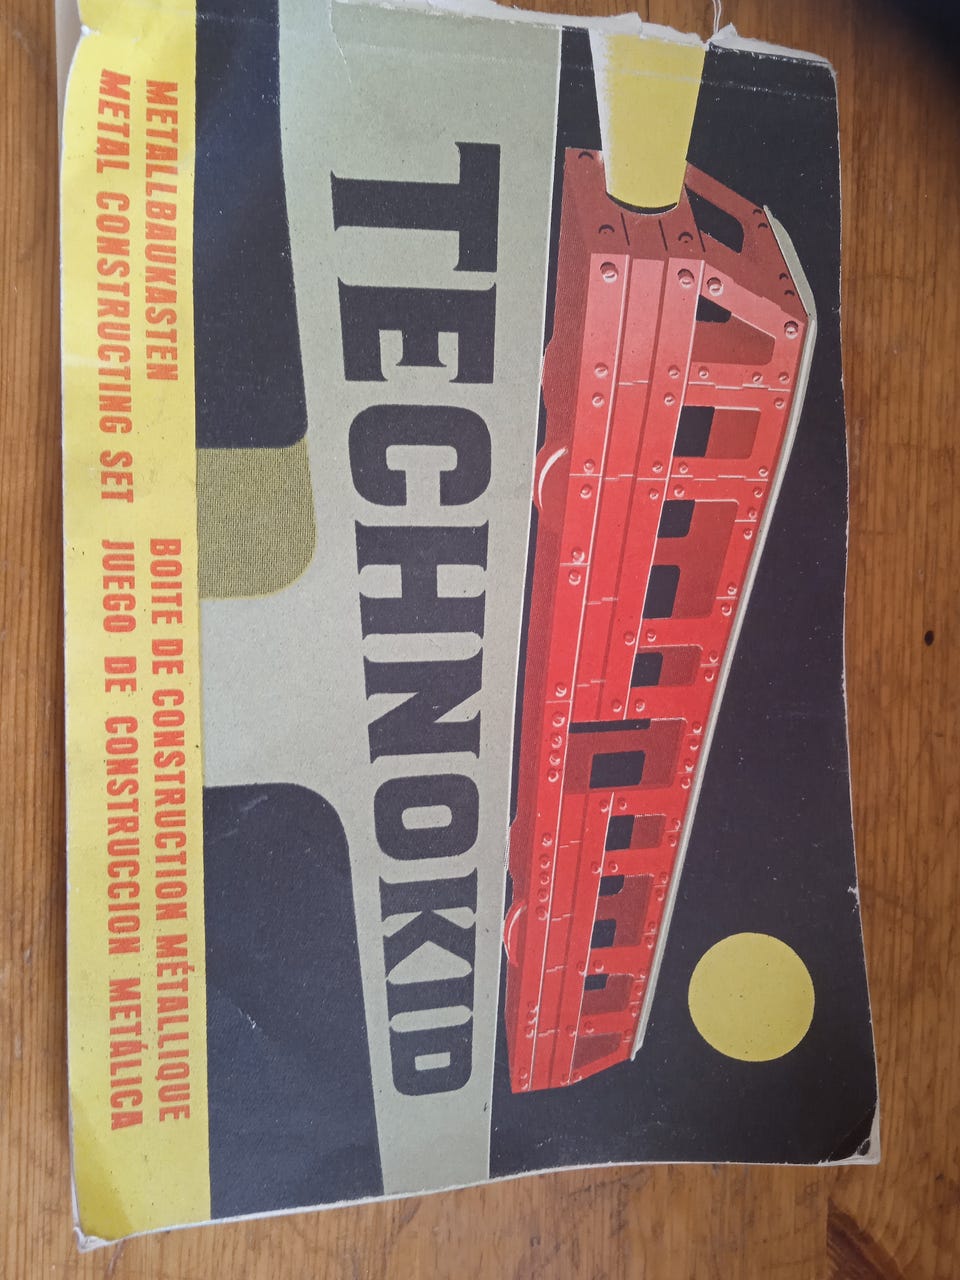 TECHNOKID
METALLBAUKASTEN BOITE DE CONSTRUCTION MÉTALLIQUE
METAL CONSTRUCTING SET JUEGO DE CONSTRUCCION METÁLICA